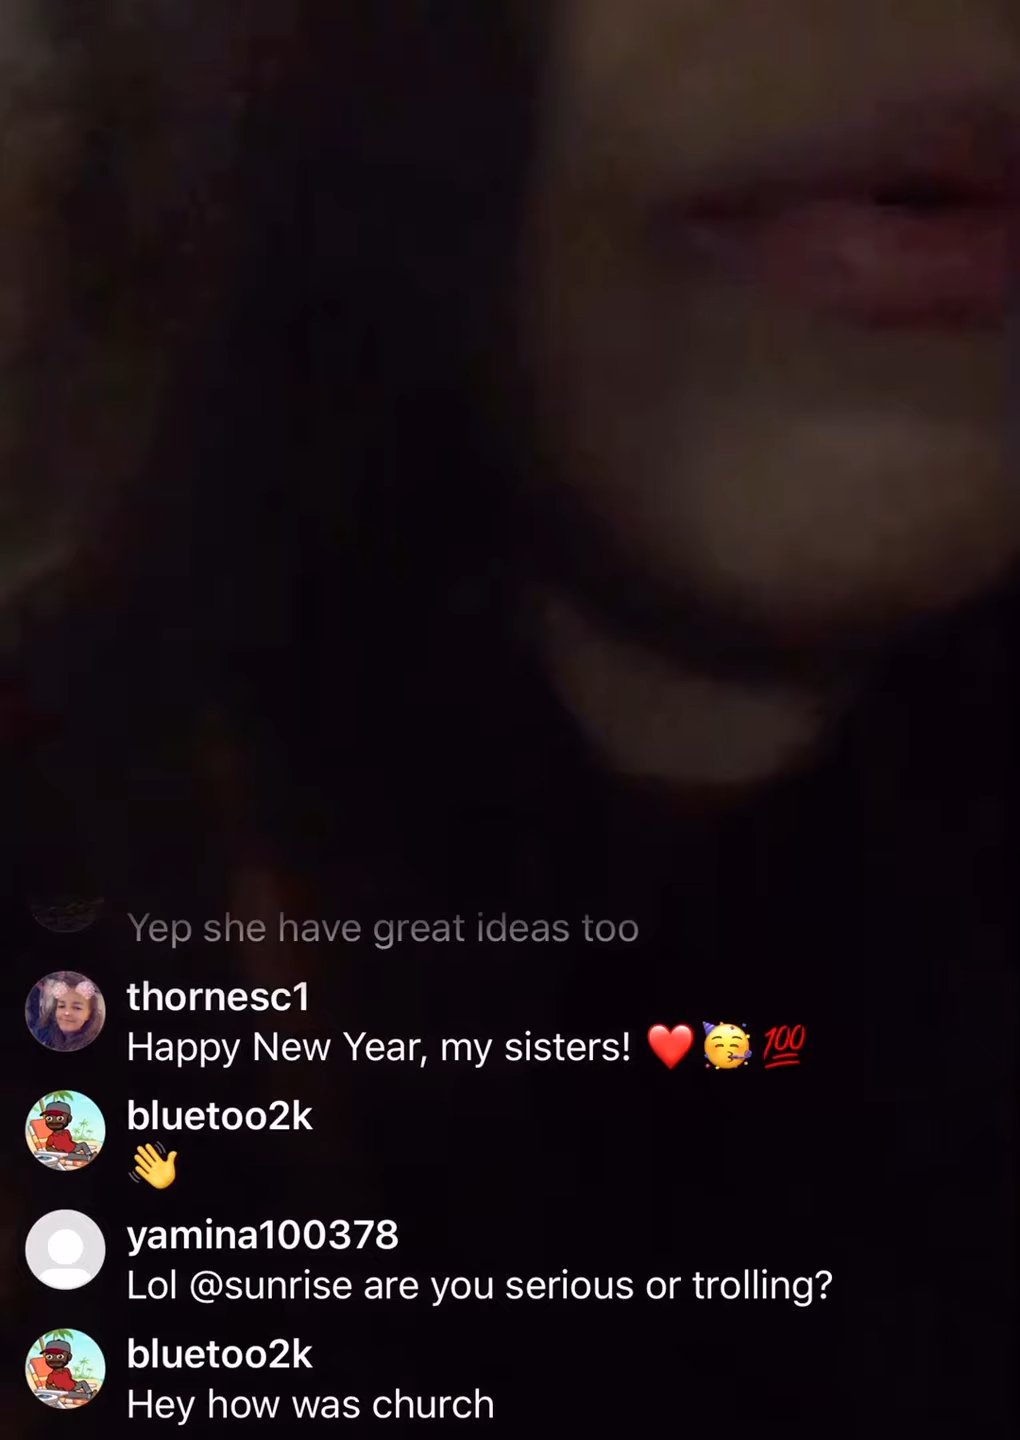 Yep she have great ideas too
thornesc1
Happy New Year, my sisters! ❤️🥳💯
bluetoo2k
👋
yamina100378
Lol @sunrise are you serious or trolling?
bluetoo2k
Hey how was church